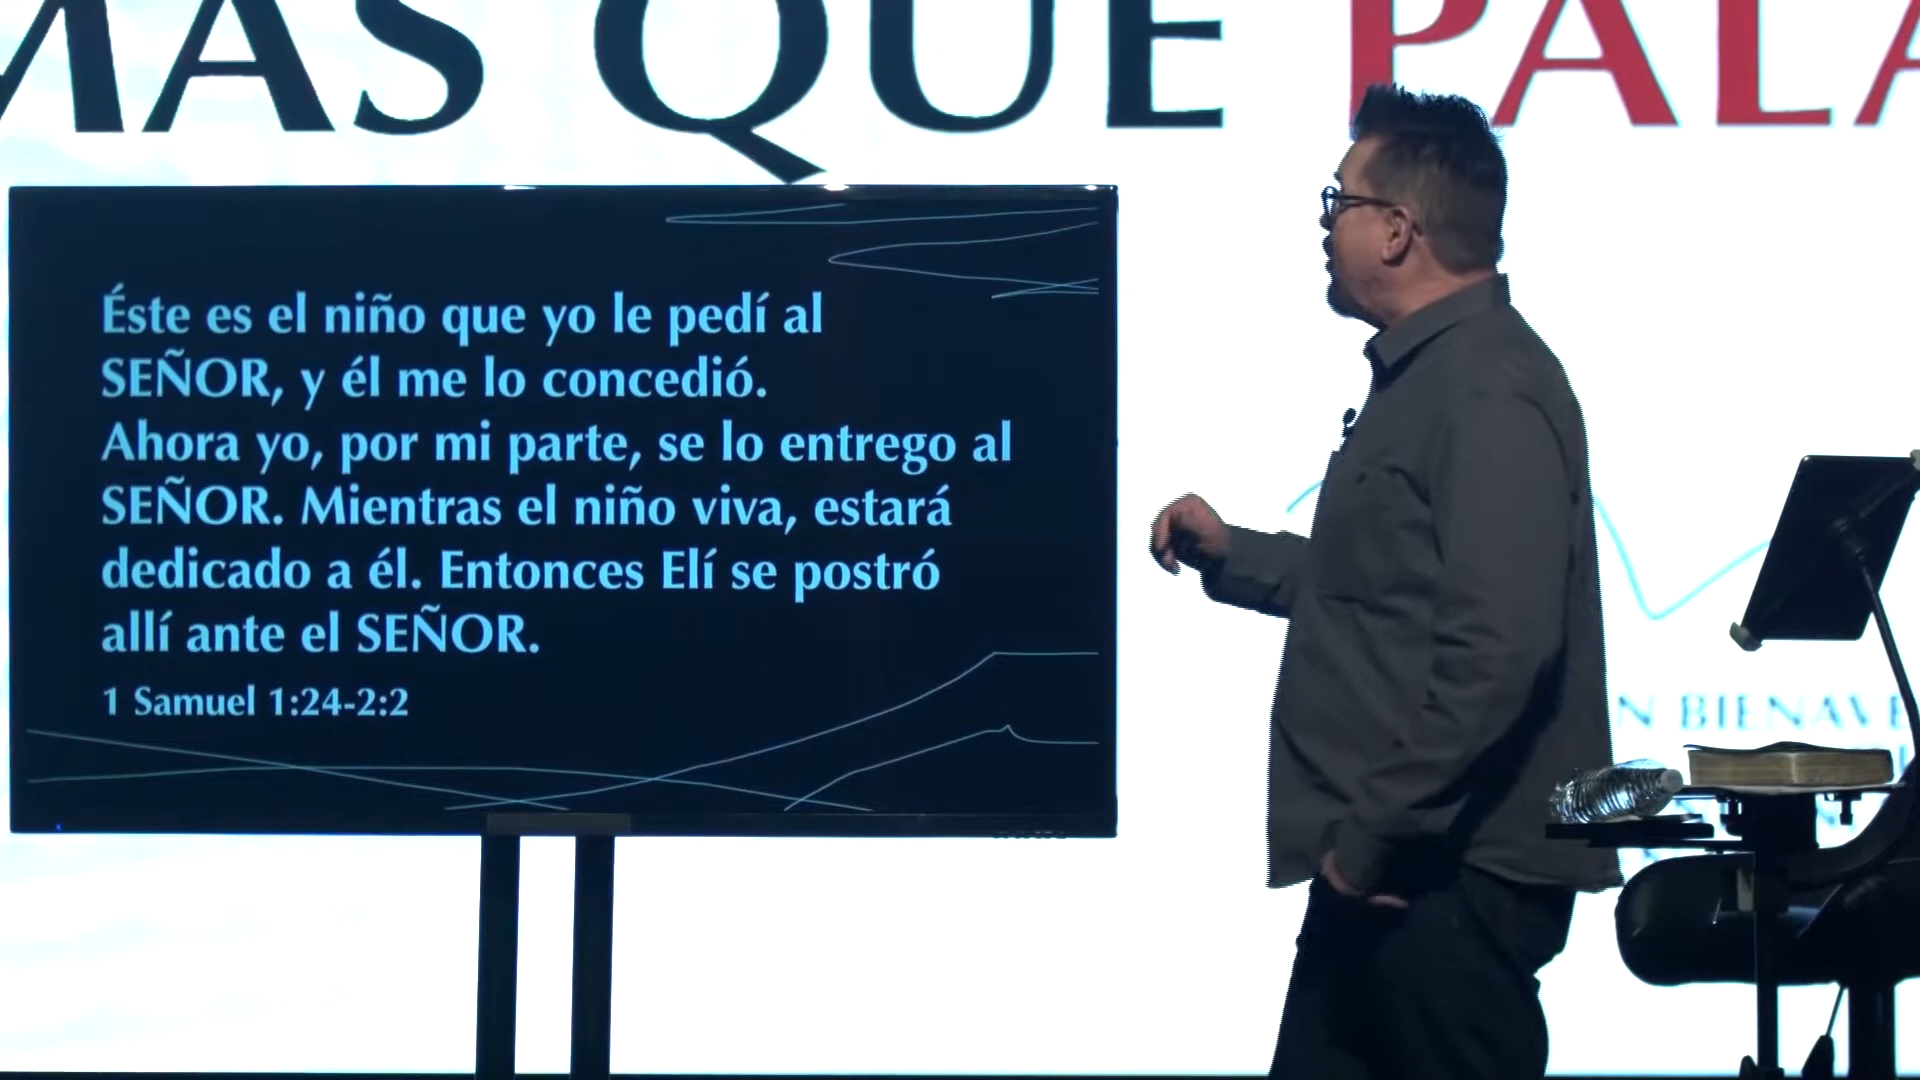 MAS QUE PALA
Éste es el niño que yo le pedí al
SEÑOR, y él me lo concedió.
Ahora yo, por mi parte, se lo entrego al
SEÑOR. Mientras el niño viva, estará
dedicado a él. Entonces Elí se postró
allí ante el SEÑOR.
1 Samuel 1:24-2:2
N BIENAVE